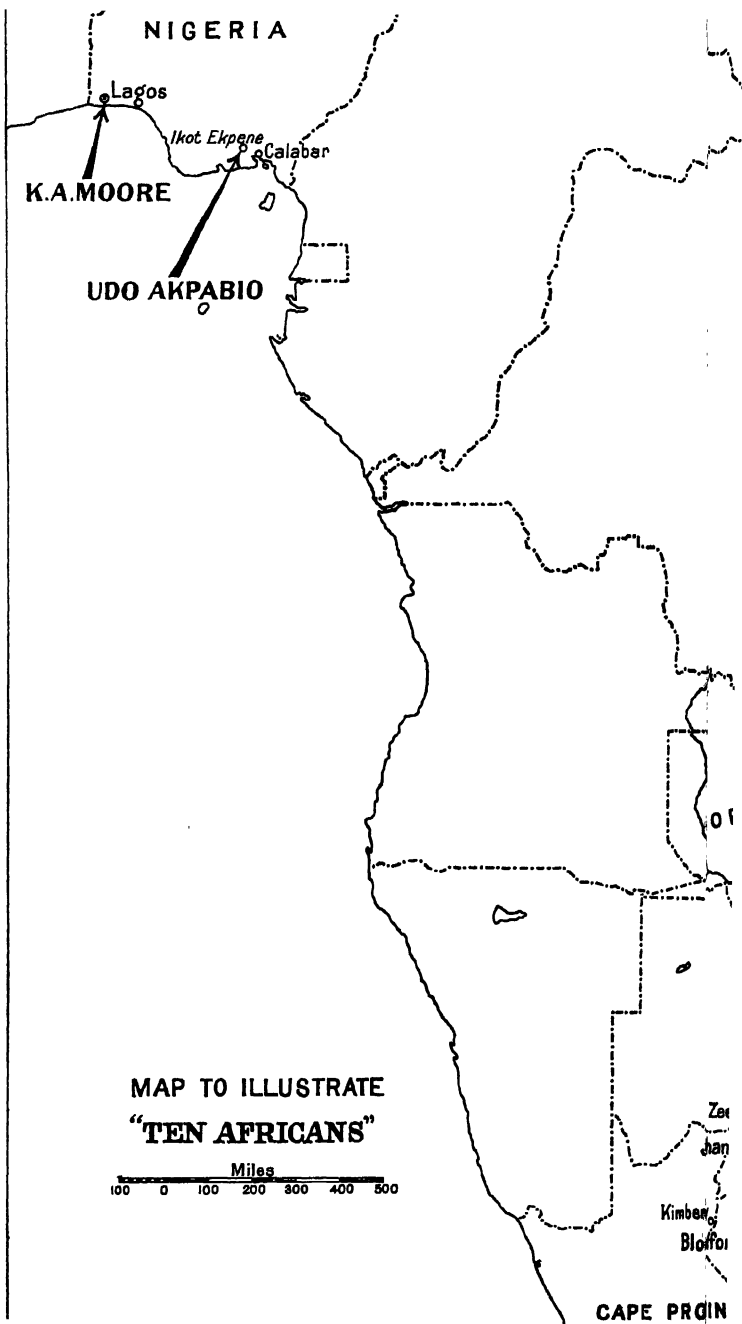 NIGERIA
Lagos
Ikot Ekpene
Calabar
K.A.MOORE
UDO AKPABIO
MAP TO ILLUSTRATE
“TEN AFRICANS”
Miles
100 0 100 200 300 400 500
CAPE PROIN